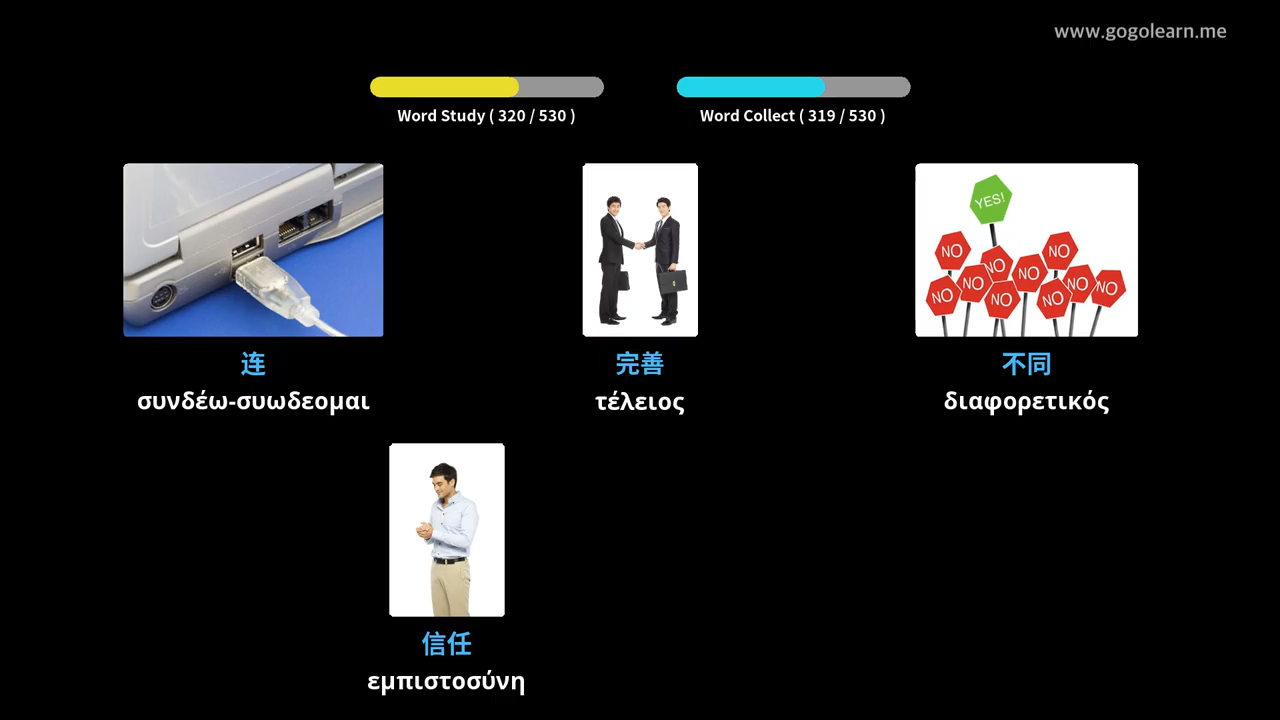 www.gogolearn.me
Word Study ( 320 / 530 )
Word Collect ( 319 / 530 )
YES!
NO
NO
NO
NO
NO
NO
NO
NO
NO
NO
连
συνδέω-συωδεομαι
完善
τέλειος
不同
διαφορετικός
信任
εμπιστοσύνη